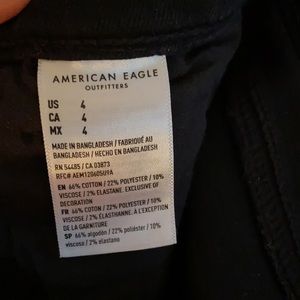 AMERICAN EAGLE
OUTFITTERS
US 4
CA 4
MX 4
MADE IN BANGLADESH / FABRIQUÉ AU
BANGLADESH / HECHO EN BANGLADESH
RN 54485 / CA 03873
RFC# AEM120605U9A
EN 66% COTTON / 22% POLYESTER / 10%
VISCOSE / 2% ELASTANE. EXCLUSIVE OF
DECORATION
FR 66% COTON / 22% POLYESTER / 10%
VISCOSE / 2% ÉLASTHANNE. À L'EXCEPTION
DE LA GARNITURE
SP 66% algodón / 22% poliéster / 10%
viscosa / 2% elastano